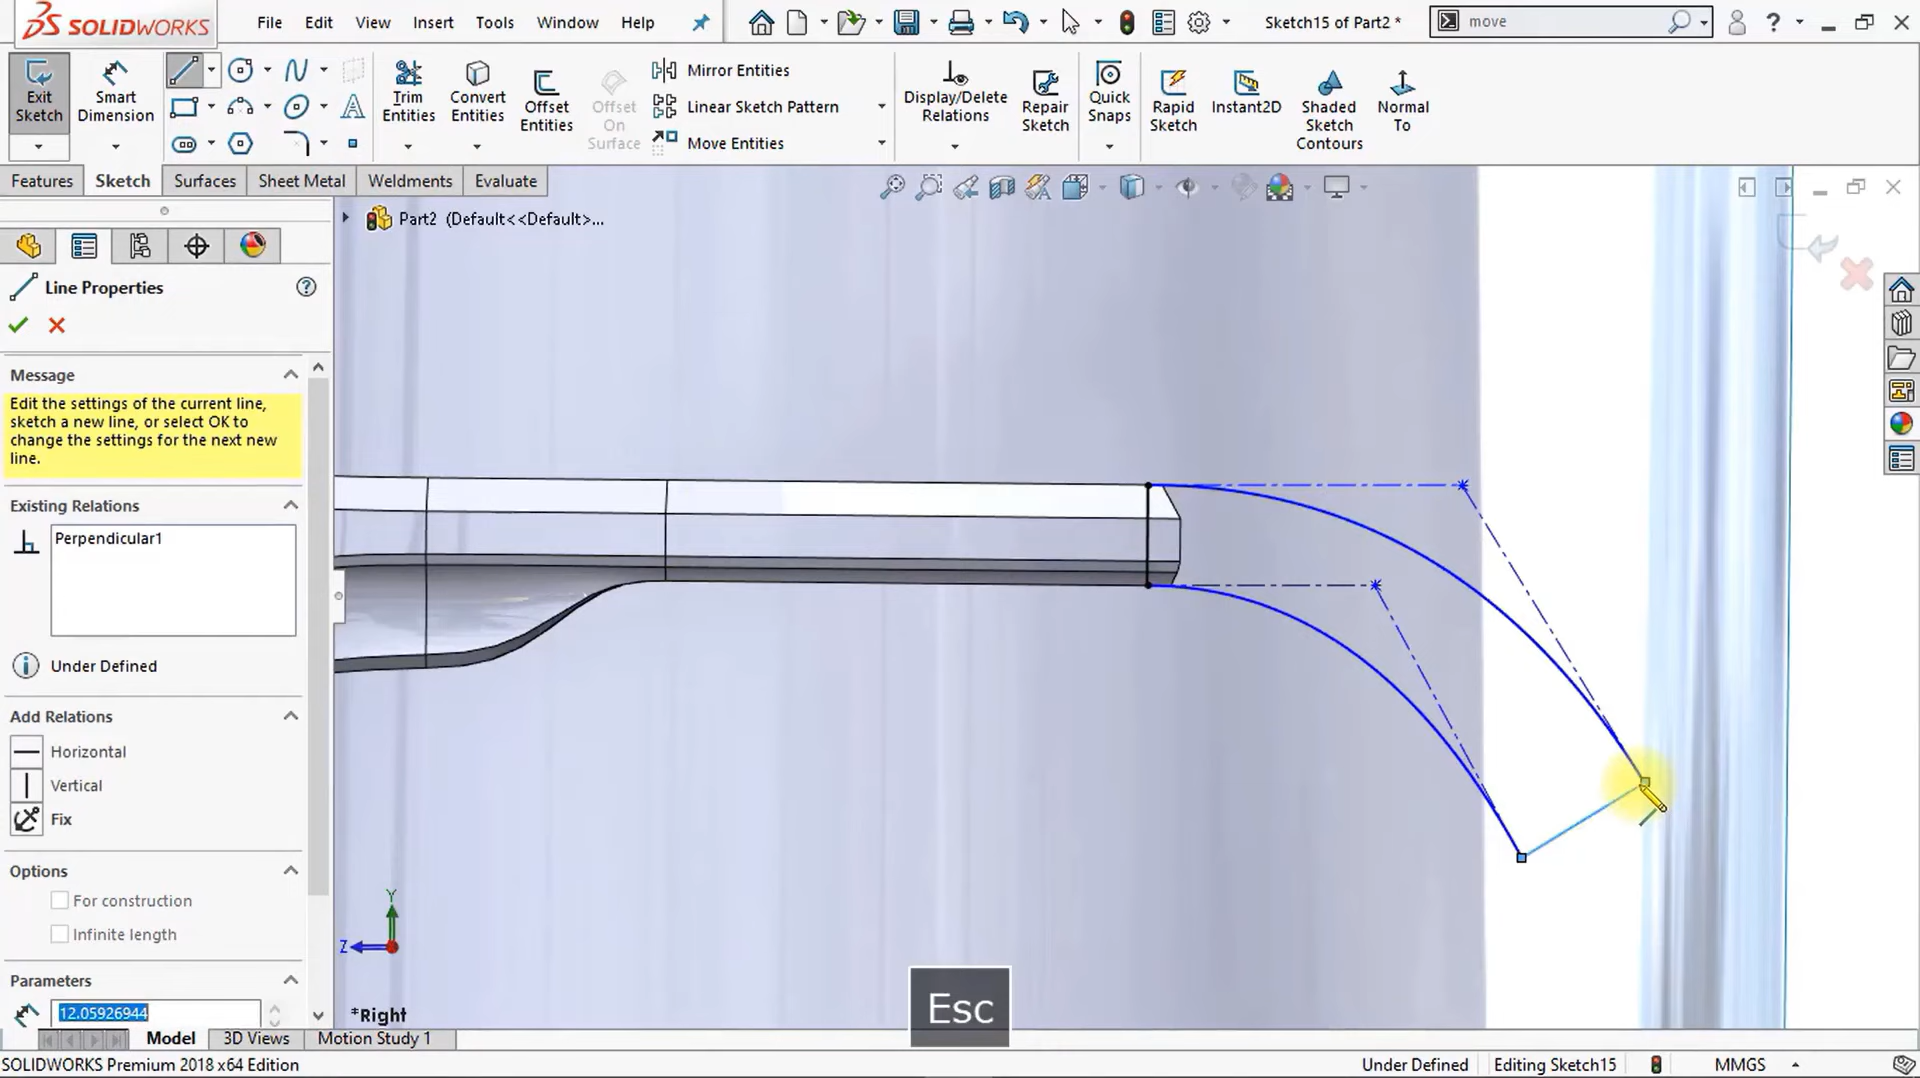 SOLIDWORKS
File Edit View Insert Tools Window Help
Sketch15 of Part2 *
move
Exit Sketch
Smart Dimension
Trim Entities
Convert Entities
Offset Entities
Offset On Surface
Mirror Entities
Linear Sketch Pattern
Move Entities
Display/Delete Relations
Repair Sketch
Quick Snaps
Rapid Sketch
Instant2D
Shaded Sketch Contours
Normal To
Features Sketch Surfaces Sheet Metal Weldments Evaluate
Part2 (Default<<Default>...
Line Properties
Message
Edit the settings of the current line,
sketch a new line, or select OK to
change the settings for the next new
line.
Existing Relations
Perpendicular1
Under Defined
Add Relations
Horizontal
Vertical
Fix
Options
For construction
Infinite length
Parameters
12.05926944
Y
Z
*Right
Esc
Model 3D Views Motion Study 1
SOLIDWORKS Premium 2018 x64 Edition
Under Defined Editing Sketch15 MMGS